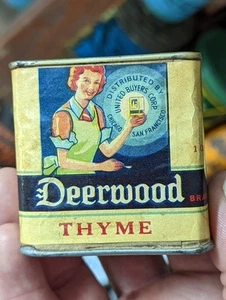 DISTRIBUTED BY
UNITED BUYERS CORP
CHICAGO SAN FRANCISCO
Deerwood
THYME